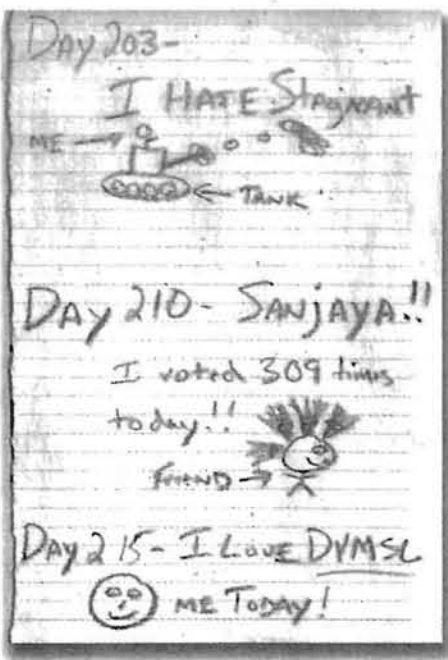 Day 203-
I HATE Stagnant
ME
TANK
DAY 210- SANJAYA!!
I voted 309 times
today!!
FRIEND
DAY 215- I LOVE DVMSL
ME TODAY!